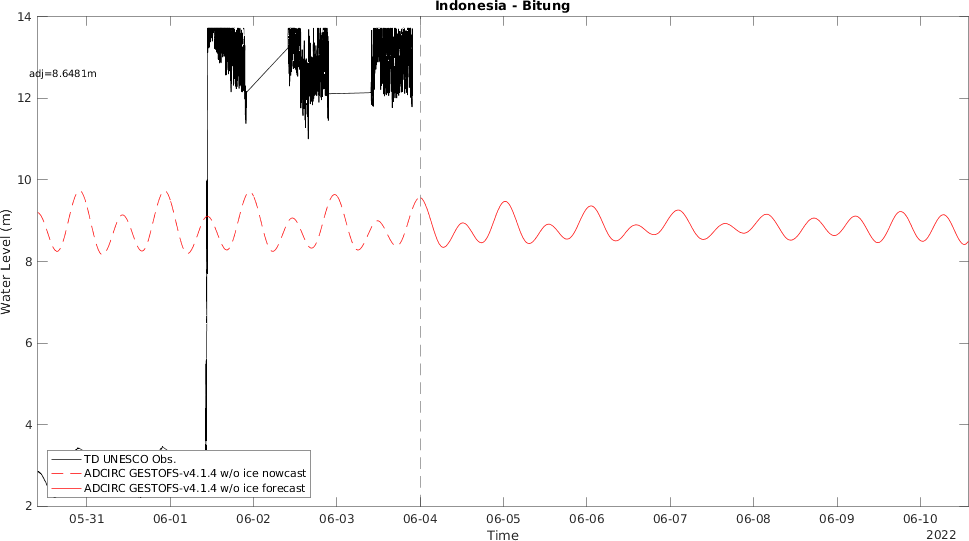 Indonesia - Bitung
14
adj=8.6481m
12
10
8
6
4
2
Water Level (m)
TD UNESCO Obs.
ADCIRC GESTOFS-v4.1.4 w/o ice nowcast
ADCIRC GESTOFS-v4.1.4 w/o ice forecast
05-31 06-01 06-02 06-03 06-04 06-05 06-06 06-07 06-08 06-09 06-10
Time
2022